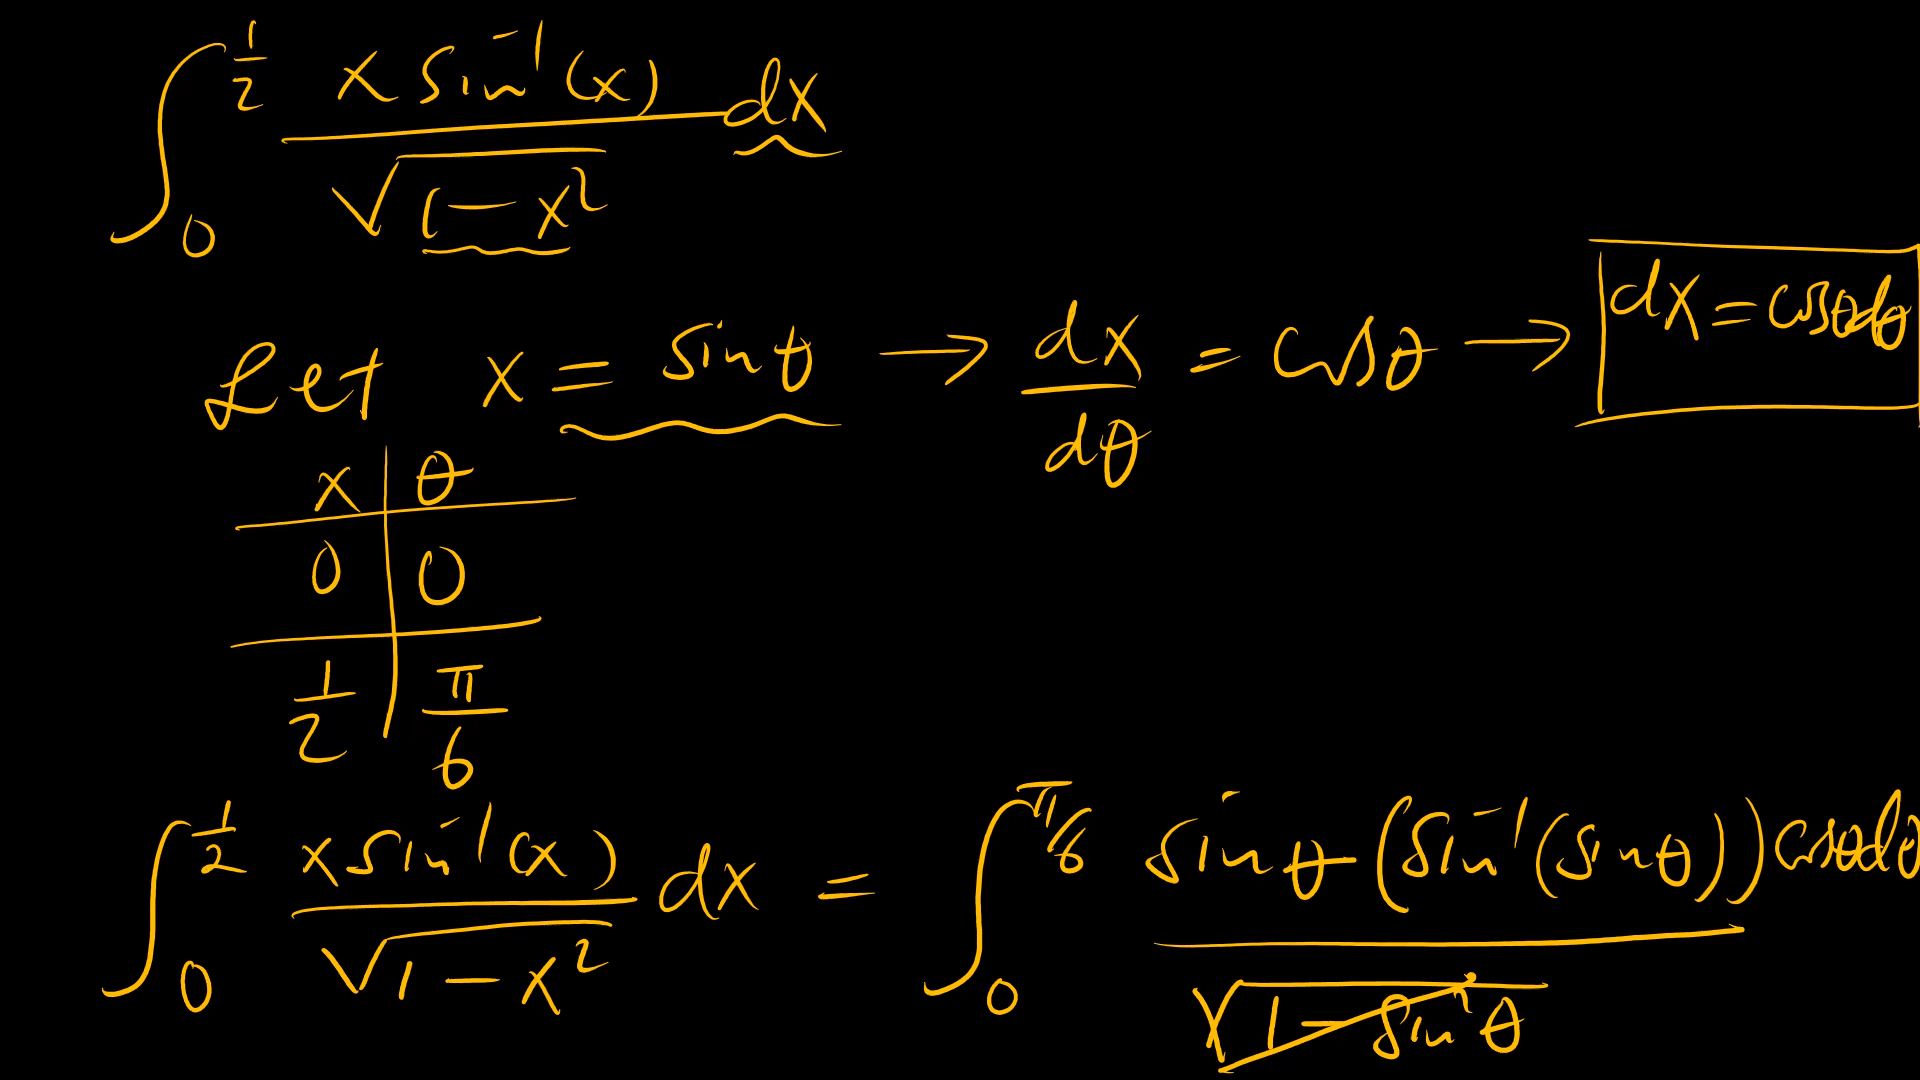 ∫₀^{1/2} x sin⁻¹(x) / √(1−x²) dx
Let x = sinθ → dx/dθ = cosθ → dx = cosθdθ
x | θ
0 | 0
1/2 | π/6
∫₀^{1/2} x sin⁻¹(x) / √(1−x²) dx = ∫₀^{π/6} sinθ (sin⁻¹(sinθ)) cosθdθ / √(1−sin²θ)